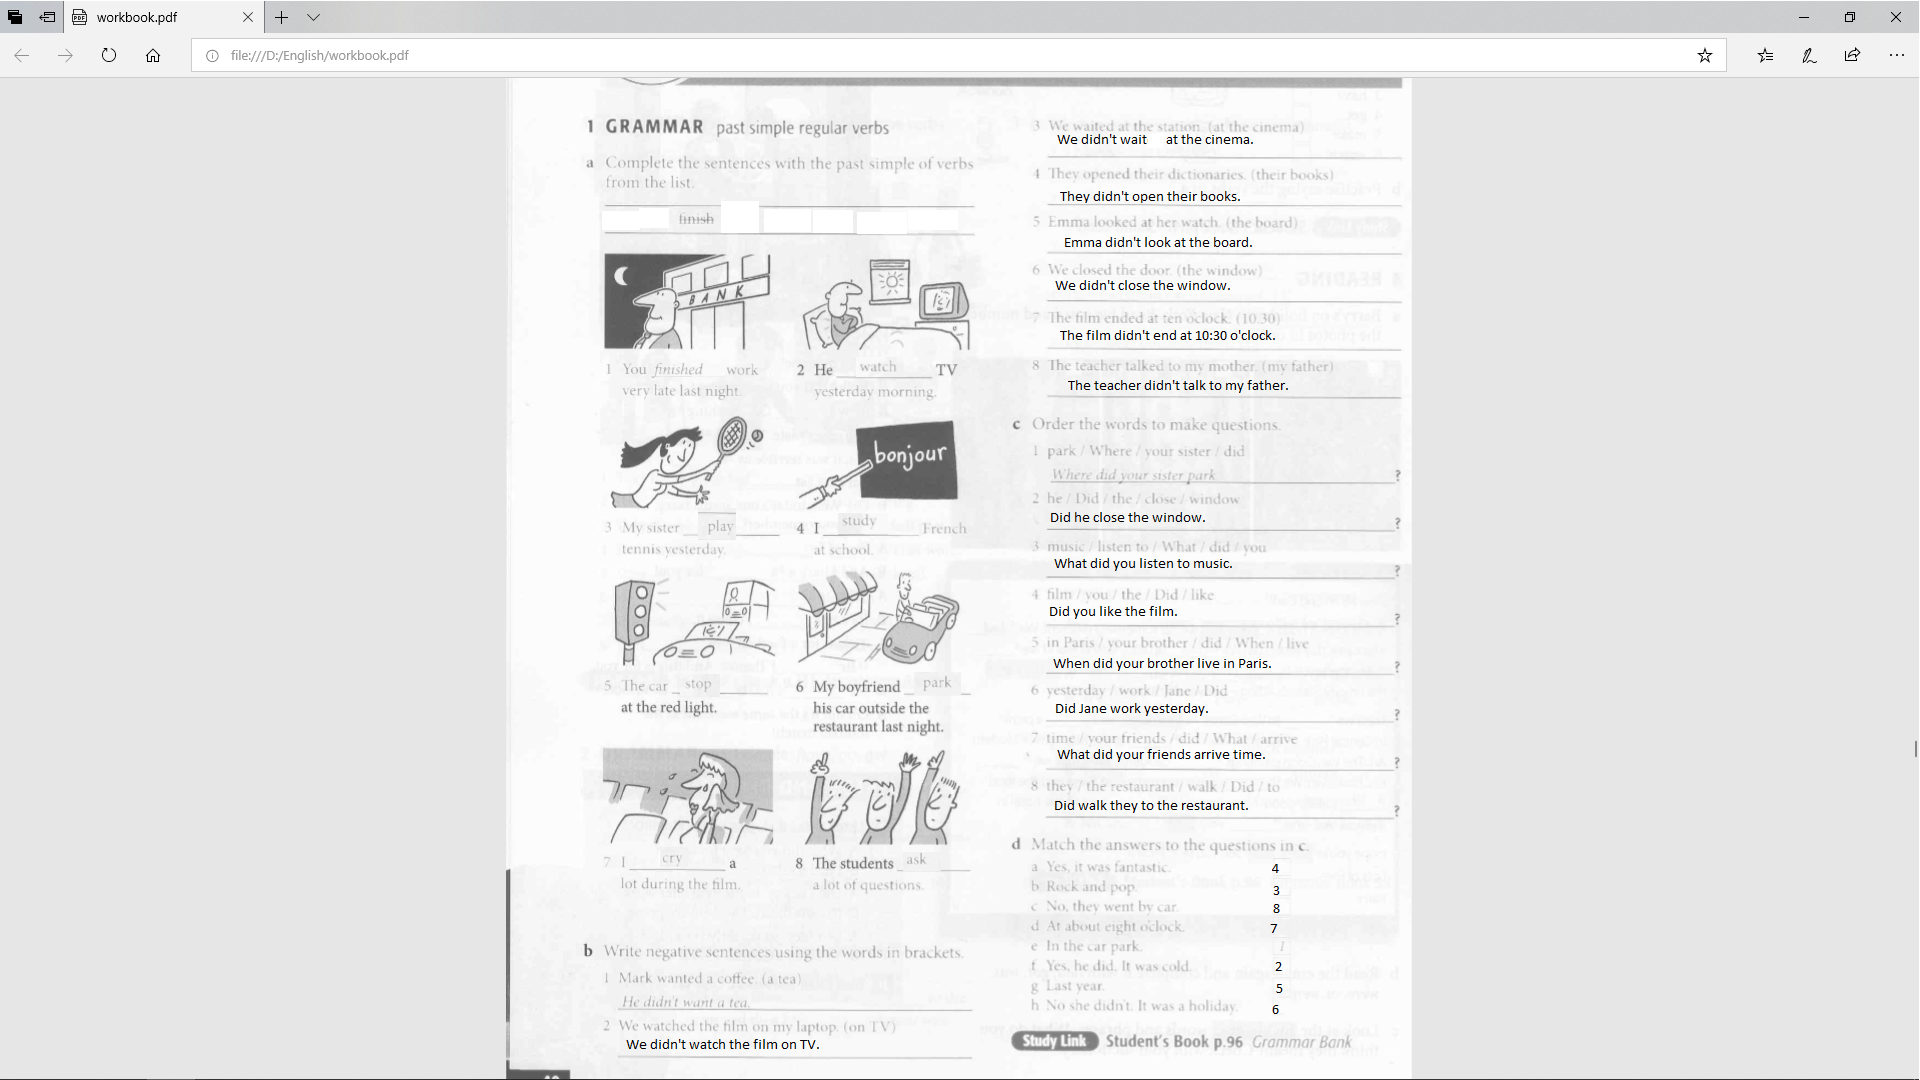 workbook.pdf
file:///D:/English/workbook.pdf
1 GRAMMAR past simple regular verbs
a Complete the sentences with the past simple of verbs
from the list.
finish
BANK
1 You finished work
very late last night.
2 He watch TV
yesterday morning.
bonjour
3 My sister play
tennis yesterday.
4 I study French
at school.
5 The car stop
at the red light.
6 My boyfriend park
his car outside the
restaurant last night.
7 I cry a
lot during the film.
8 The students ask
a lot of questions.
b Write negative sentences using the words in brackets.
1 Mark wanted a coffee. (a tea)
He didn't want a tea.
2 We watched the film on my laptop. (on TV)
We didn't watch the film on TV.
3 We waited at the station. (at the cinema)
We didn't wait at the cinema.
4 They opened their dictionaries. (their books)
They didn't open their books.
5 Emma looked at her watch. (the board)
Emma didn't look at the board.
6 We closed the door. (the window)
We didn't close the window.
7 The film ended at ten o'clock. (10.30)
The film didn't end at 10:30 o'clock.
8 The teacher talked to my mother. (my father)
The teacher didn't talk to my father.
c Order the words to make questions.
1 park / Where / your sister / did
Where did your sister park ?
2 he / Did / the / close / window
Did he close the window. ?
3 music / listen to / What / did / you
What did you listen to music. ?
4 film / you / the / Did / like
Did you like the film. ?
5 in Paris / your brother / did / When / live
When did your brother live in Paris. ?
6 yesterday / work / Jane / Did
Did Jane work yesterday. ?
7 time / your friends / did / What / arrive
What did your friends arrive time. ?
8 they / the restaurant / walk / Did / to
Did walk they to the restaurant. ?
d Match the answers to the questions in c.
a Yes, it was fantastic. 4
b Rock and pop. 3
c No, they went by car. 8
d At about eight o'clock. 7
e In the car park. 1
f Yes, he did. It was cold. 2
g Last year. 5
h No she didn't. It was a holiday. 6
Study Link Student's Book p.96 Grammar Bank